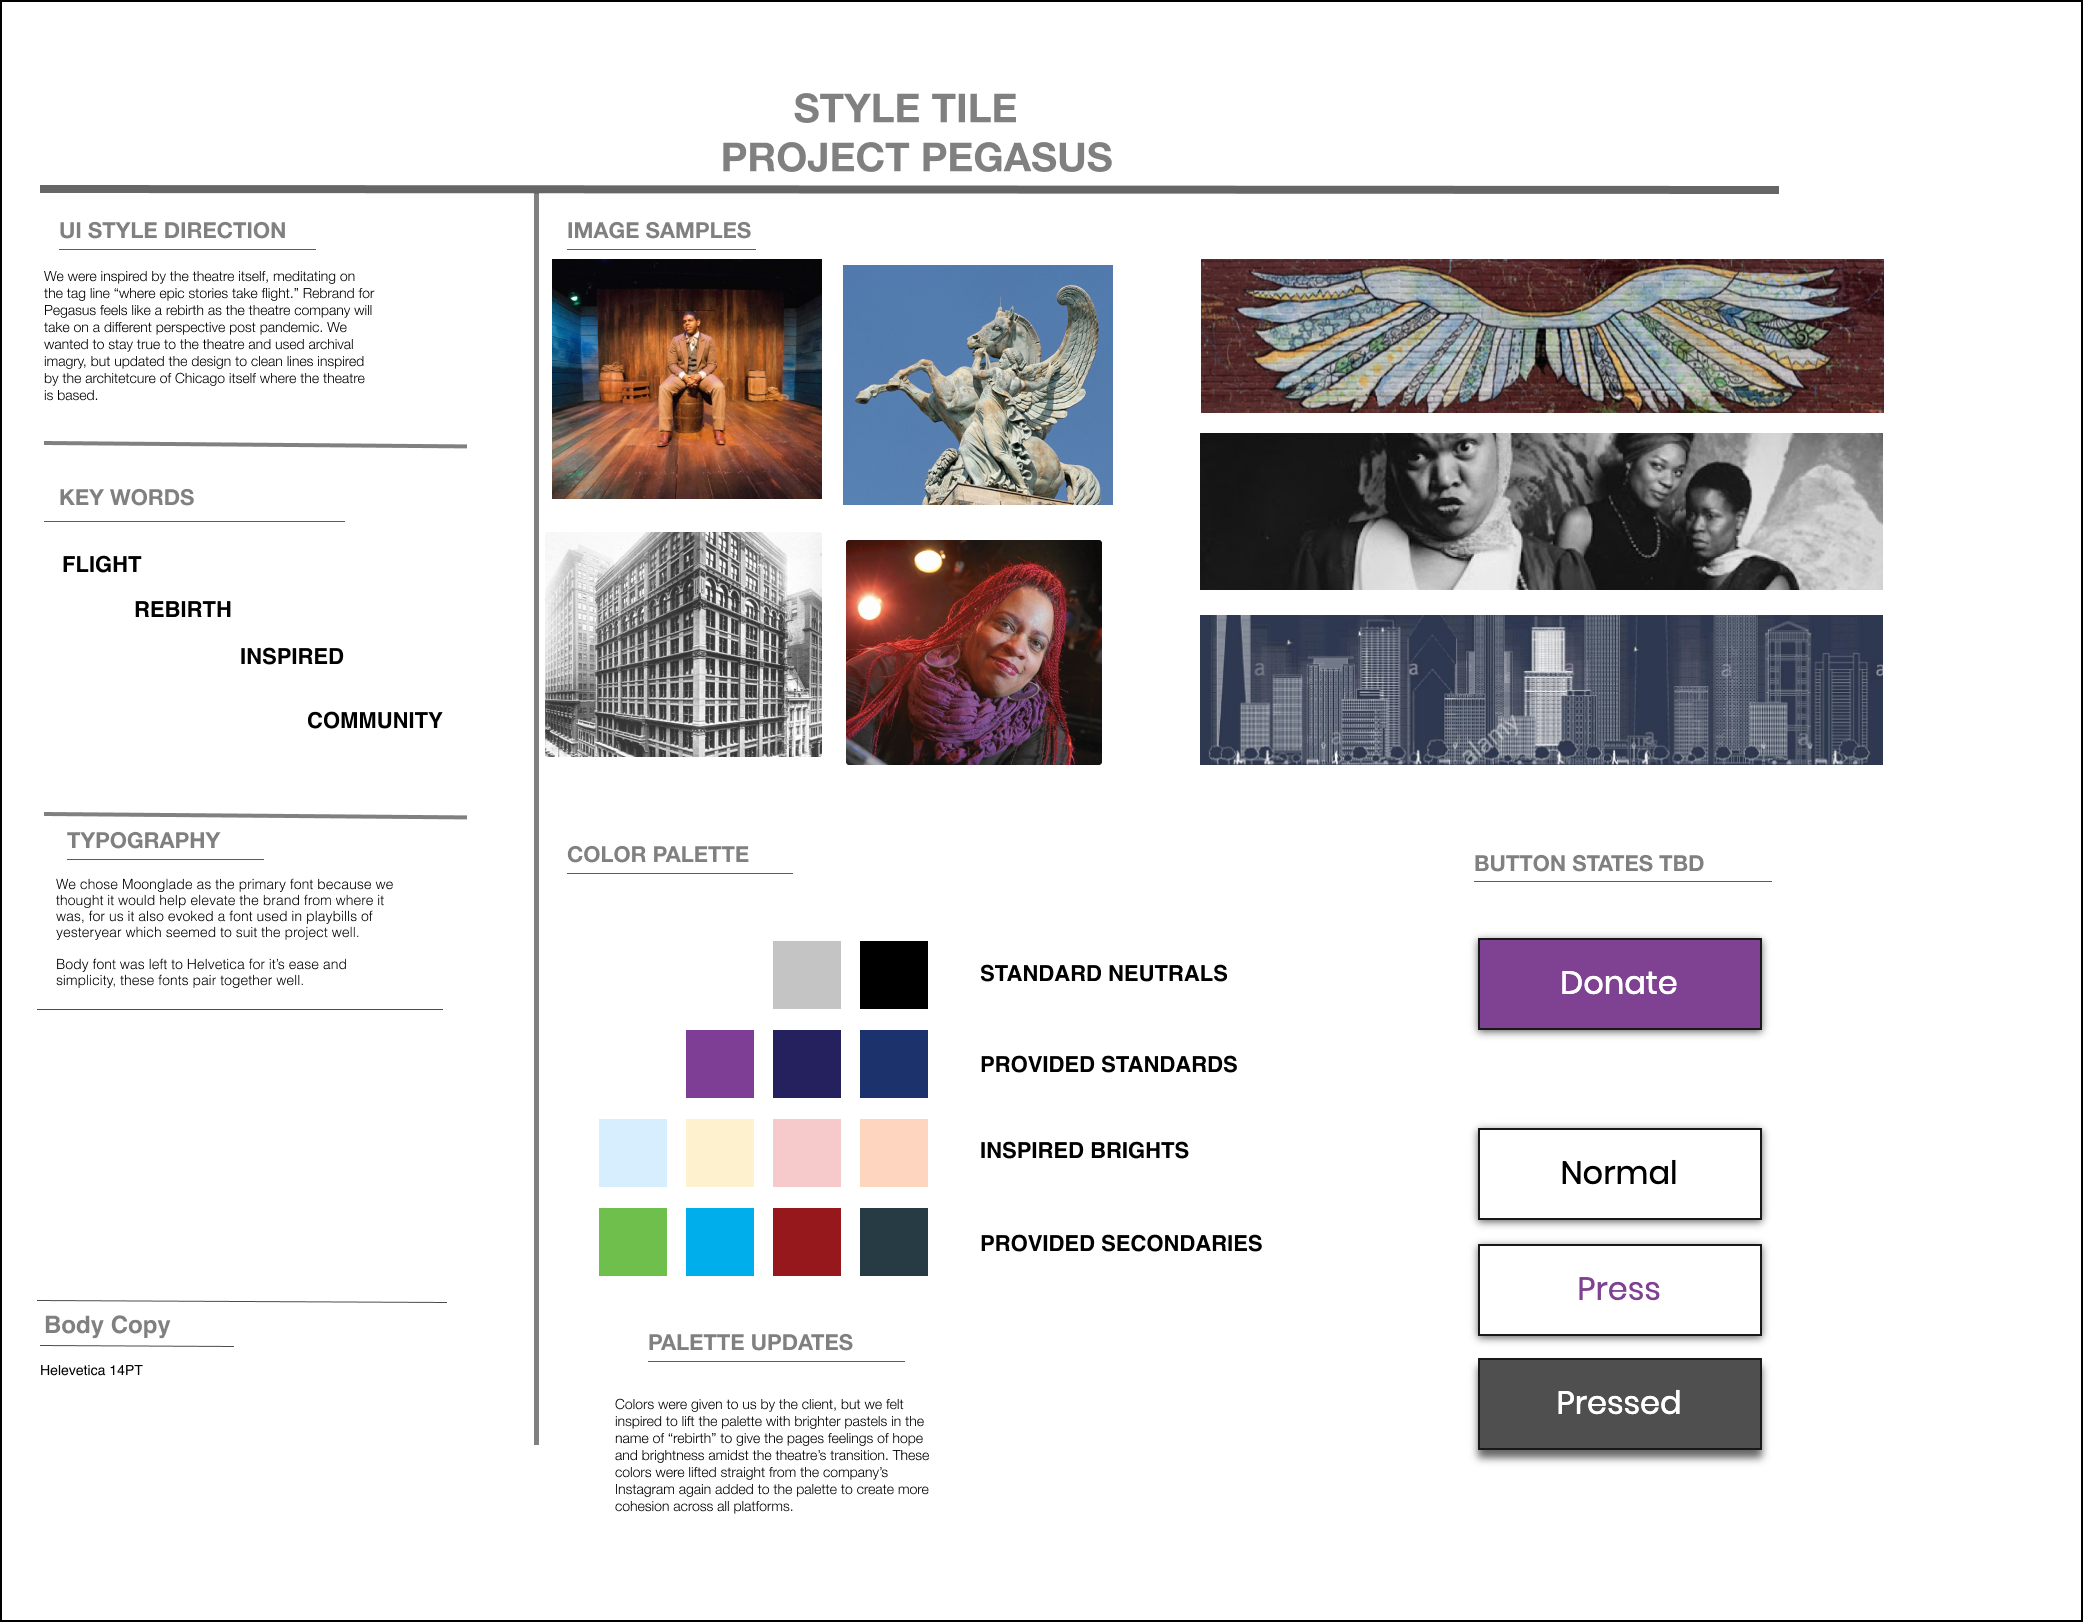 STYLE TILE
PROJECT PEGASUS
UI STYLE DIRECTION
We were inspired by the theatre itself, meditating on
the tag line “where epic stories take flight.” Rebrand for
Pegasus feels like a rebirth as the theatre company will
take on a different perspective post pandemic. We
wanted to stay true to the theatre and used archival
imagry, but updated the design to clean lines inspired
by the architetcure of Chicago itself where the theatre
is based.
KEY WORDS
FLIGHT
REBIRTH
INSPIRED
COMMUNITY
TYPOGRAPHY
We chose Moonglade as the primary font because we
thought it would help elevate the brand from where it
was, for us it also evoked a font used in playbills of
yesteryear which seemed to suit the project well.
Body font was left to Helvetica for it’s ease and
simplicity, these fonts pair together well.
Body Copy
Helevetica 14PT
IMAGE SAMPLES
a
a
a
a
a
a
a
a
a
alamy
COLOR PALETTE
STANDARD NEUTRALS
PROVIDED STANDARDS
INSPIRED BRIGHTS
PROVIDED SECONDARIES
PALETTE UPDATES
Colors were given to us by the client, but we felt
inspired to lift the palette with brighter pastels in the
name of “rebirth” to give the pages feelings of hope
and brightness amidst the theatre’s transition. These
colors were lifted straight from the company’s
Instagram again added to the palette to create more
cohesion across all platforms.
BUTTON STATES TBD
Donate
Normal
Press
Pressed